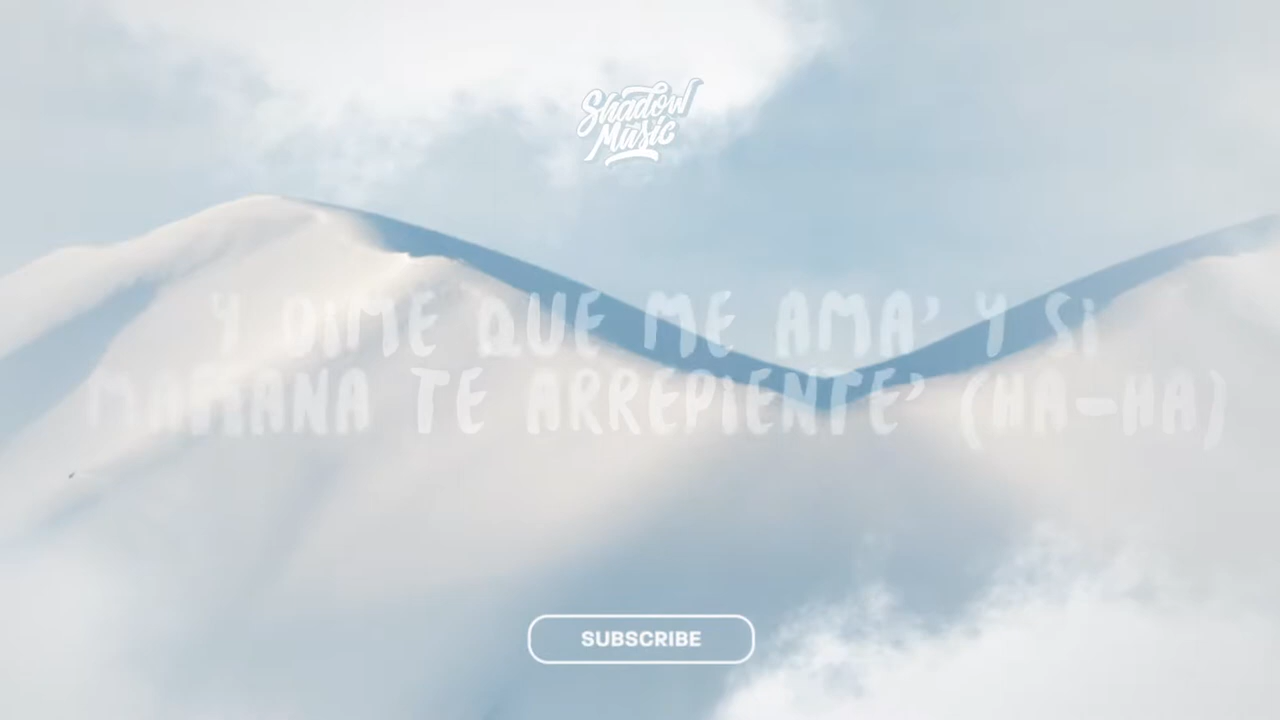 Shadow
Music
Y DiME QUE ME AMA' Y Si
MAÑANA TE ARREPiENTE' (HA-HA)
SUBSCRIBE